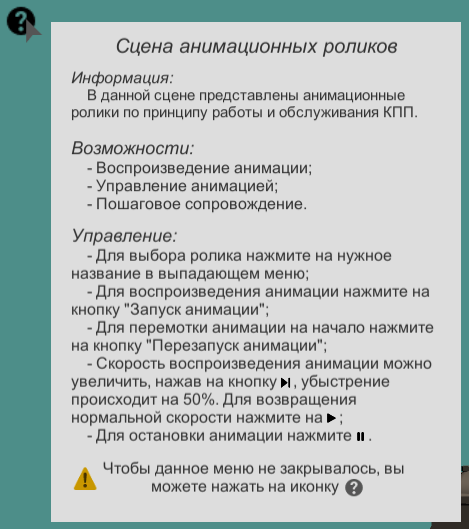 Сцена анимационных роликов
Информация:
В данной сцене представлены анимационные
ролики по принципу работы и обслуживания КПП.
Возможности:
- Воспроизведение анимации;
- Управление анимацией;
- Пошаговое сопровождение.
Управление:
- Для выбора ролика нажмите на нужное
название в выпадающем меню;
- Для воспроизведения анимации нажмите на
кнопку "Запуск анимации";
- Для перемотки анимации на начало нажмите
на кнопку "Перезапуск анимации";
- Скорость воспроизведения анимации можно
увеличить, нажав на кнопку , убыстрение
происходит на 50%. Для возвращения
нормальной скорости нажмите на ;
- Для остановки анимации нажмите .
Чтобы данное меню не закрывалось, вы
можете нажать на иконку ?